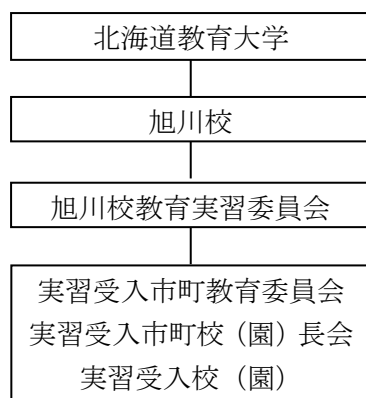 北海道教育大学
旭川校
旭川校教育実習委員会
実習受入市町教育委員会
実習受入市町校（園）長会
実習受入校（園）